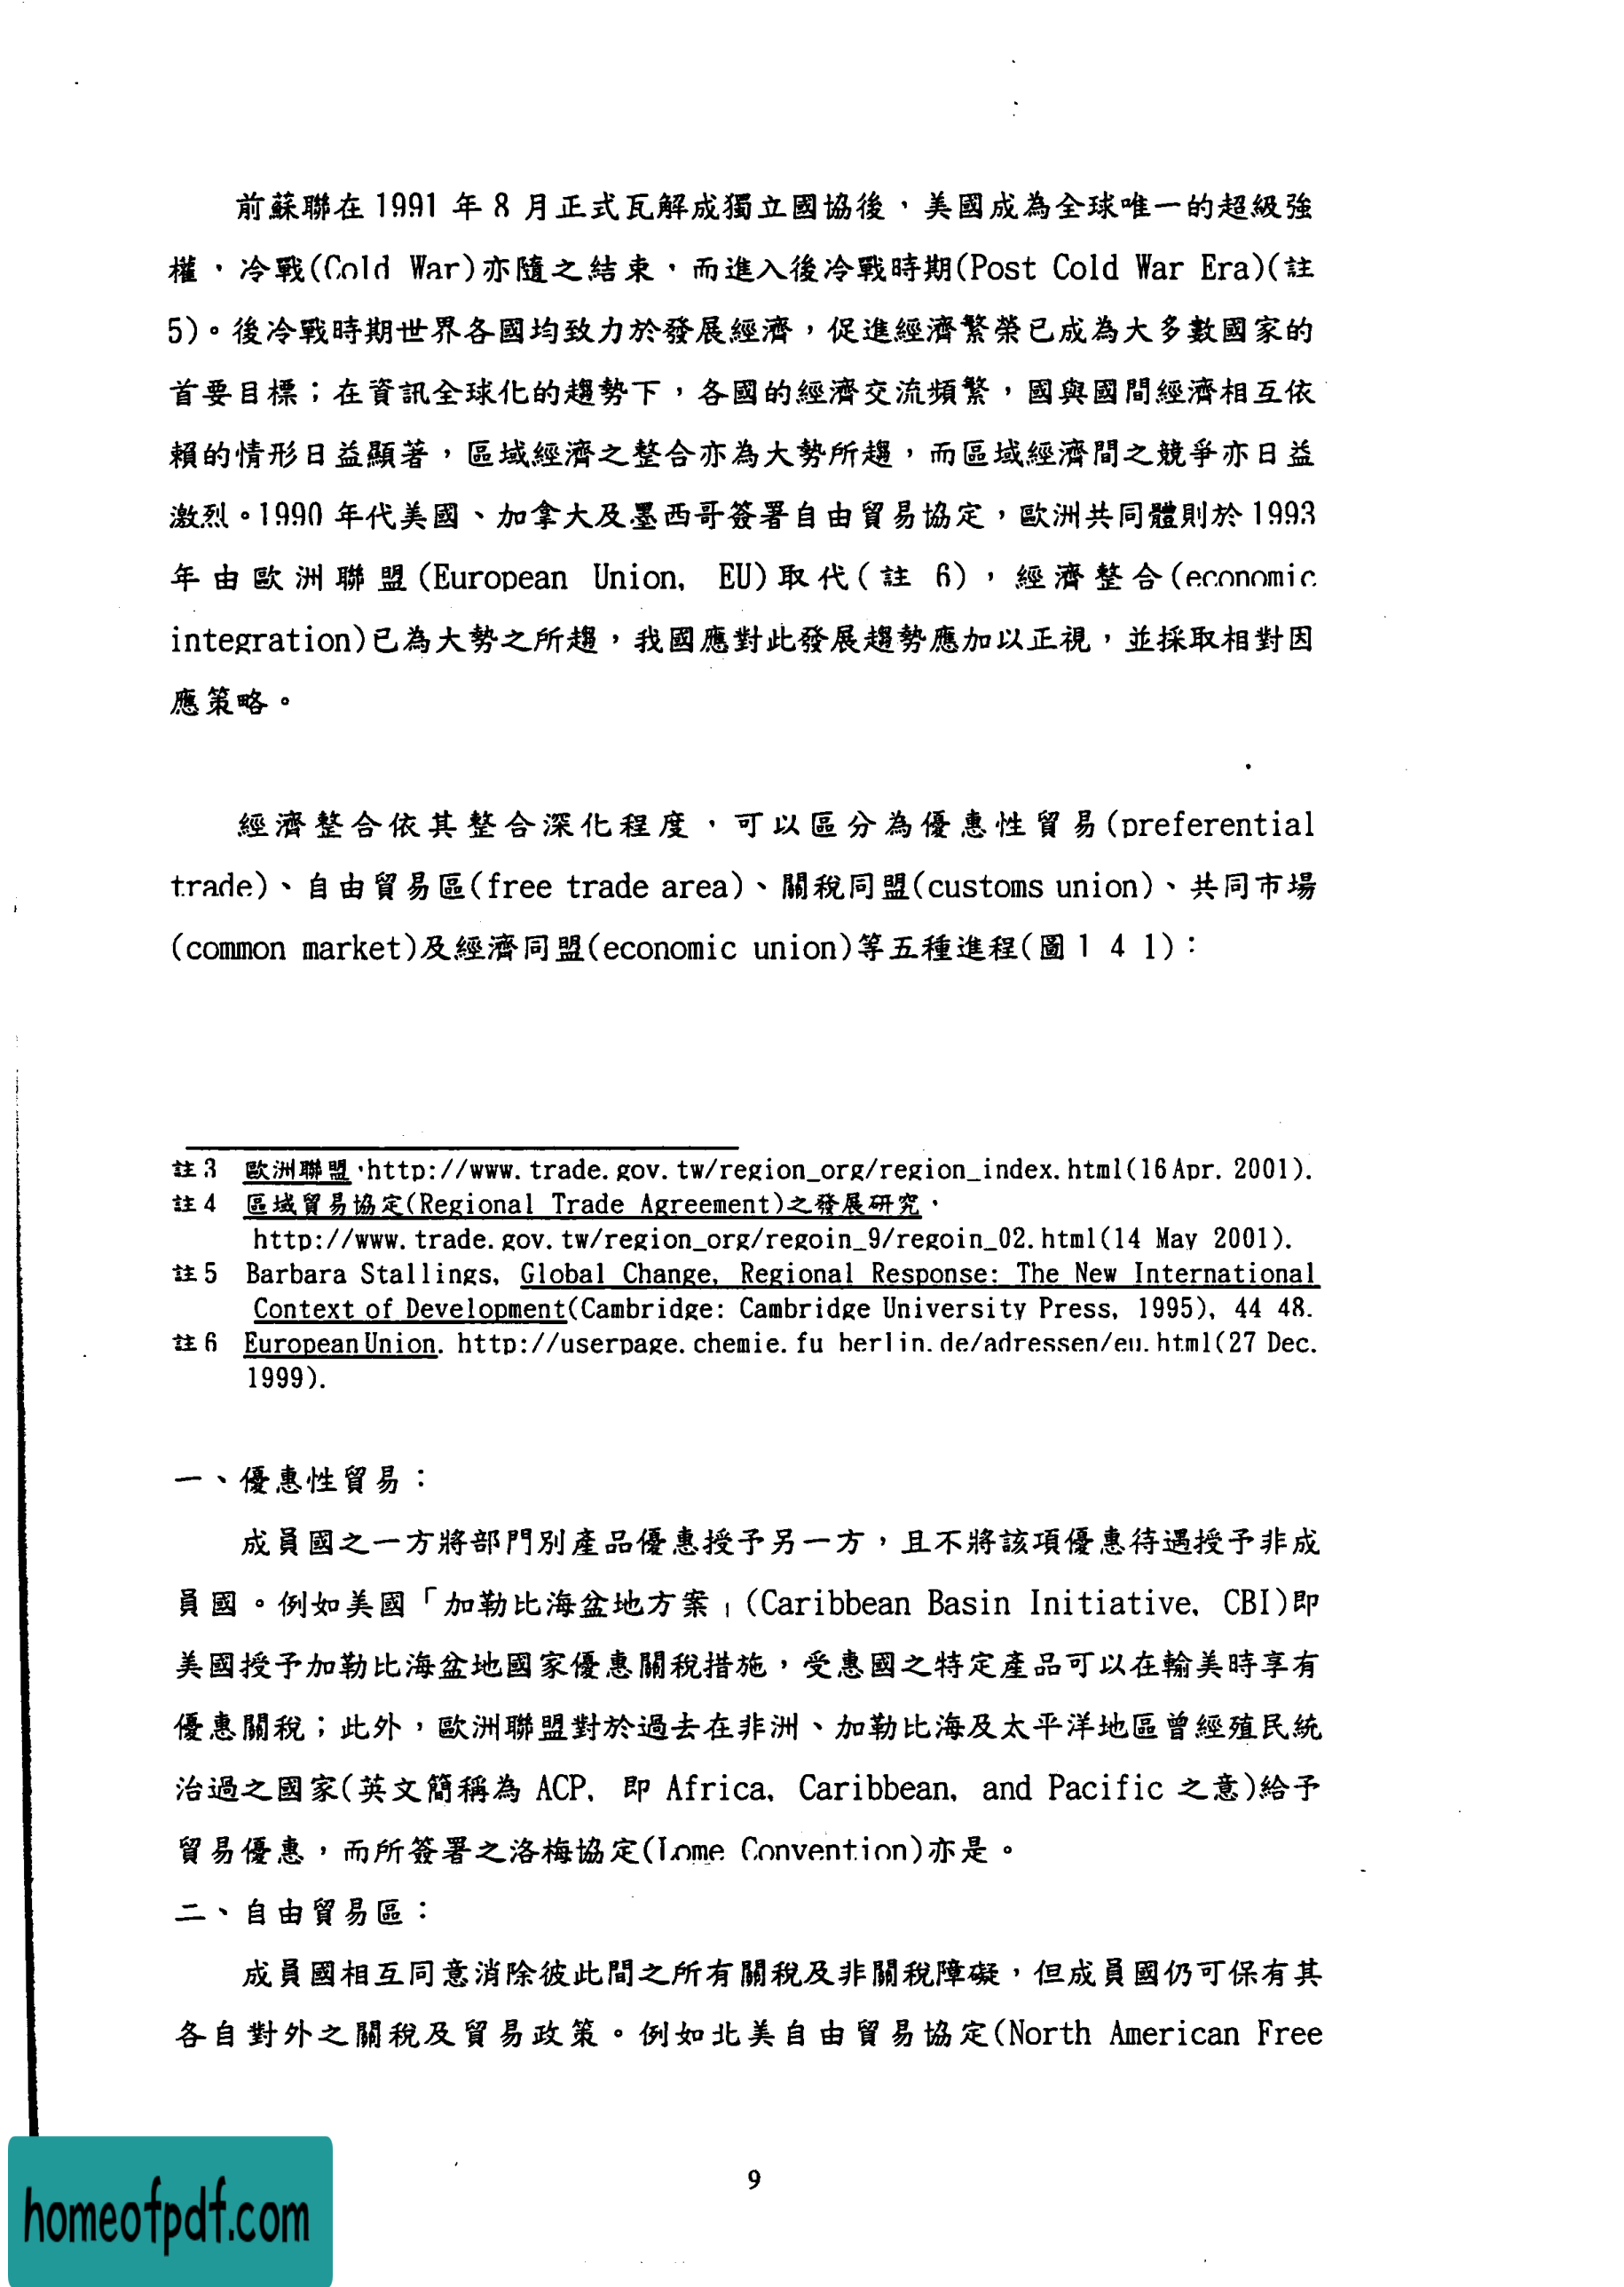 前蘇聯在 1991 年 8 月正式瓦解成獨立國協後，美國成為全球唯一的超級強
權，冷戰(Cold War)亦隨之結束，而進入後冷戰時期(Post Cold War Era)(註
5)。後冷戰時期世界各國均致力於發展經濟，促進經濟繁榮已成為大多數國家的
首要目標；在資訊全球化的趨勢下，各國的經濟交流頻繁，國與國間經濟相互依
賴的情形日益顯著，區域經濟之整合亦為大勢所趨，而區域經濟間之競爭亦日益
激烈。1990 年代美國、加拿大及墨西哥簽署自由貿易協定，歐洲共同體則於 1993
年由歐洲聯盟(European Union, EU)取代(註 6)，經濟整合(economic
integration)已為大勢之所趨，我國應對此發展趨勢應加以正視，並採取相對因
應策略。
經濟整合依其整合深化程度，可以區分為優惠性貿易(preferential
trade)、自由貿易區(free trade area)、關稅同盟(customs union)、共同市場
(common market)及經濟同盟(economic union)等五種進程(圖 1 4 1)：
註 3 歐洲聯盟，http://www.trade.gov.tw/region_org/region_index.html(16 Apr. 2001).
註 4 區域貿易協定(Regional Trade Agreement)之發展研究，
http://www.trade.gov.tw/region_org/regoin_9/regoin_02.html(14 May 2001).
註 5 Barbara Stallings, Global Change, Regional Response: The New International
Context of Development(Cambridge: Cambridge University Press, 1995), 44 48.
註 6 European Union. http://userpage.chemie.fu berlin.de/adressen/eu.html(27 Dec.
1999).
一、優惠性貿易：
成員國之一方將部門別產品優惠授予另一方，且不將該項優惠待遇授予非成
員國。例如美國「加勒比海盆地方案」(Caribbean Basin Initiative, CBI)即
美國授予加勒比海盆地國家優惠關稅措施，受惠國之特定產品可以在輸美時享有
優惠關稅；此外，歐洲聯盟對於過去在非洲、加勒比海及太平洋地區曾經殖民統
治過之國家(英文簡稱為 ACP, 即 Africa, Caribbean, and Pacific 之意)給予
貿易優惠，而所簽署之洛梅協定(Lome Convention)亦是。
二、自由貿易區：
成員國相互同意消除彼此間之所有關稅及非關稅障礙，但成員國仍可保有其
各自對外之關稅及貿易政策。例如北美自由貿易協定(North American Free
9
homeofpdf.com